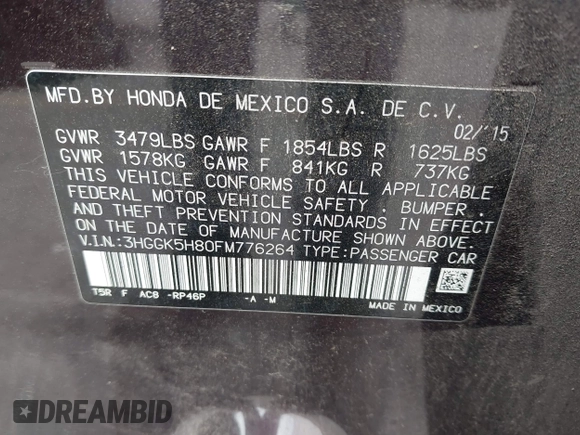 MFD.BY HONDA DE MEXICO S.A. DE C.V.
02/'15
GVWR 3479LBS GAWR F 1854LBS R 1625LBS
GVWR 1578KG GAWR F 841KG R 737KG
THIS VEHICLE CONFORMS TO ALL APPLICABLE
FEDERAL MOTOR VEHICLE SAFETY , BUMPER , AND THEFT PREVENTION STANDARDS IN EFFECT
ON THE DATE OF MANUFACTURE SHOWN ABOVE.
V.I.N.:3HGGK5H80FM776264 TYPE:PASSENGER CAR
T5R F AC8 -RP46P -A -M
MADE IN MEXICO
DREAMBID